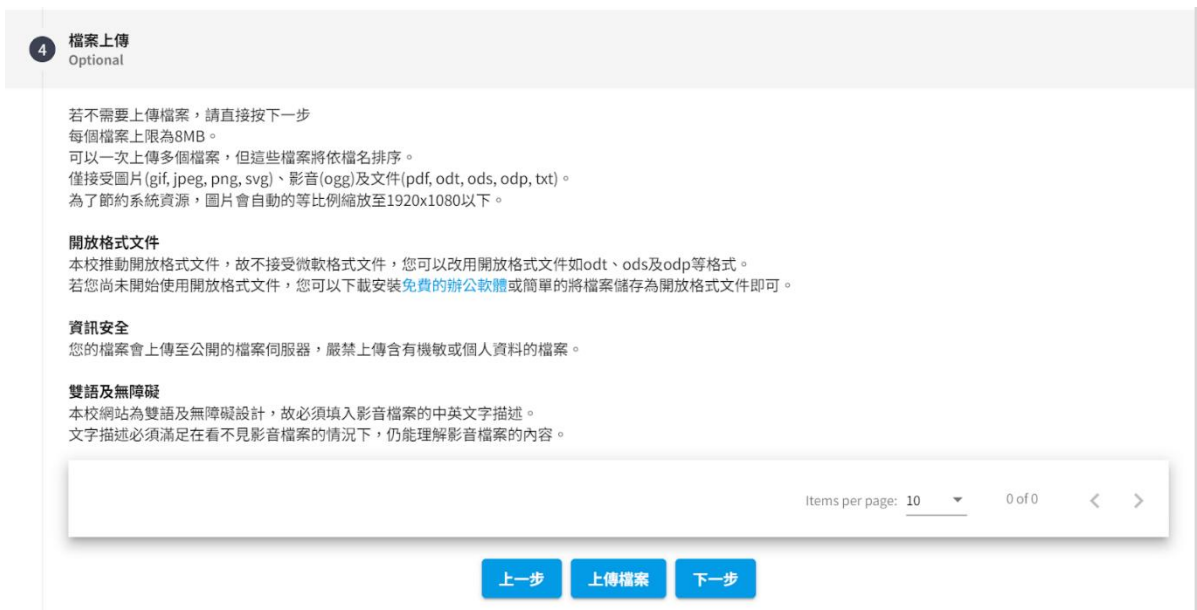 4
檔案上傳
Optional
若不需要上傳檔案，請直接按下一步
每個檔案上限為8MB。
可以一次上傳多個檔案，但這些檔案將依檔名排序。
僅接受圖片(gif, jpeg, png, svg)、影音(ogg)及文件(pdf, odt, ods, odp, txt)。
為了節約系統資源，圖片會自動的等比例縮放至1920x1080以下。
開放格式文件
本校推動開放格式文件，故不接受微軟格式文件，您可以改用開放格式文件如odt、ods及odp等格式。
若您尚未開始使用開放格式文件，您可以下載安裝免費的辦公軟體或簡單的將檔案儲存為開放格式文件即可。
資訊安全
您的檔案會上傳至公開的檔案伺服器，嚴禁上傳含有機敏或個人資料的檔案。
雙語及無障礙
本校網站為雙語及無障礙設計，故必須填入影音檔案的中英文字描述。
文字描述必須滿足在看不見影音檔案的情況下，仍能理解影音檔案的內容。
Items per page: 10 0 of 0
上一步 上傳檔案 下一步